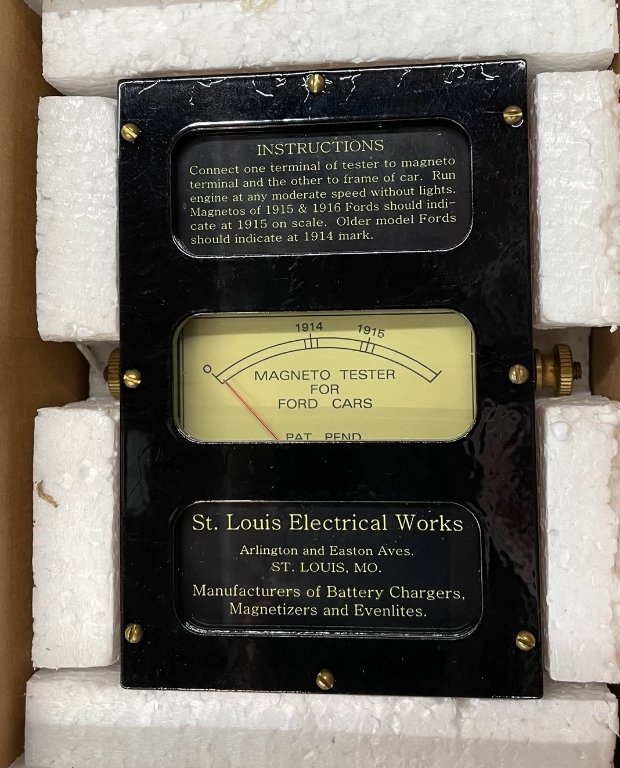 INSTRUCTIONS
Connect one terminal of tester to magneto
terminal and the other to frame of car. Run
engine at any moderate speed without lights.
Magnetos of 1915 & 1916 Fords should indi-
cate at 1915 on scale. Older model Fords
should indicate at 1914 mark.
1914 1915
0
MAGNETO TESTER
FOR
FORD CARS
PAT PEND
St. Louis Electrical Works
Arlington and Easton Aves.
ST. LOUIS, MO.
Manufacturers of Battery Chargers,
Magnetizers and Evenlites.